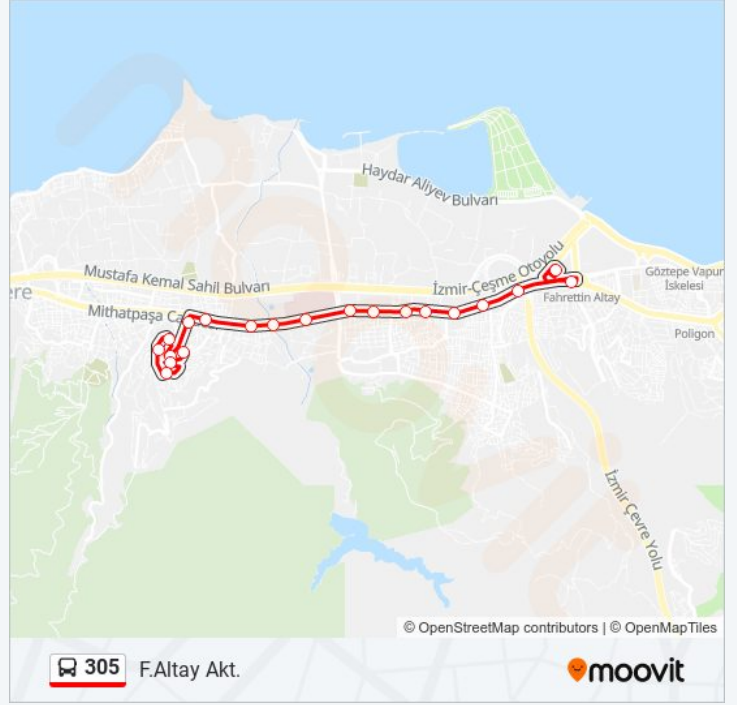 Haydar Aliyev Bulvarı
İzmir-Çeşme Otoyolu
Mustafa Kemal Sahil Bulvarı
Göztepe Vapur
İskelesi
ere
Fahrettin Altay
Mithatpaşa Ca
Poligon
İzmir Çevre Yolu
© OpenStreetMap contributors | © OpenMapTiles
305 F.Altay Akt.
moovit